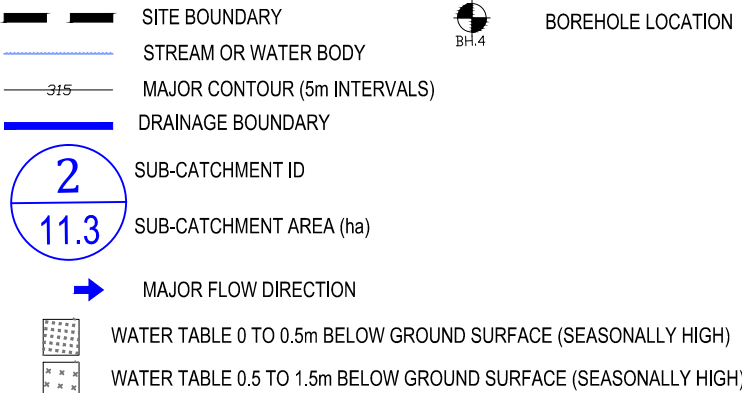 SITE BOUNDARY
BH.4
BOREHOLE LOCATION
STREAM OR WATER BODY
315
MAJOR CONTOUR (5m INTERVALS)
DRAINAGE BOUNDARY
2
SUB-CATCHMENT ID
11.3
SUB-CATCHMENT AREA (ha)
MAJOR FLOW DIRECTION
WATER TABLE 0 TO 0.5m BELOW GROUND SURFACE (SEASONALLY HIGH)
WATER TABLE 0.5 TO 1.5m BELOW GROUND SURFACE (SEASONALLY HIGH)